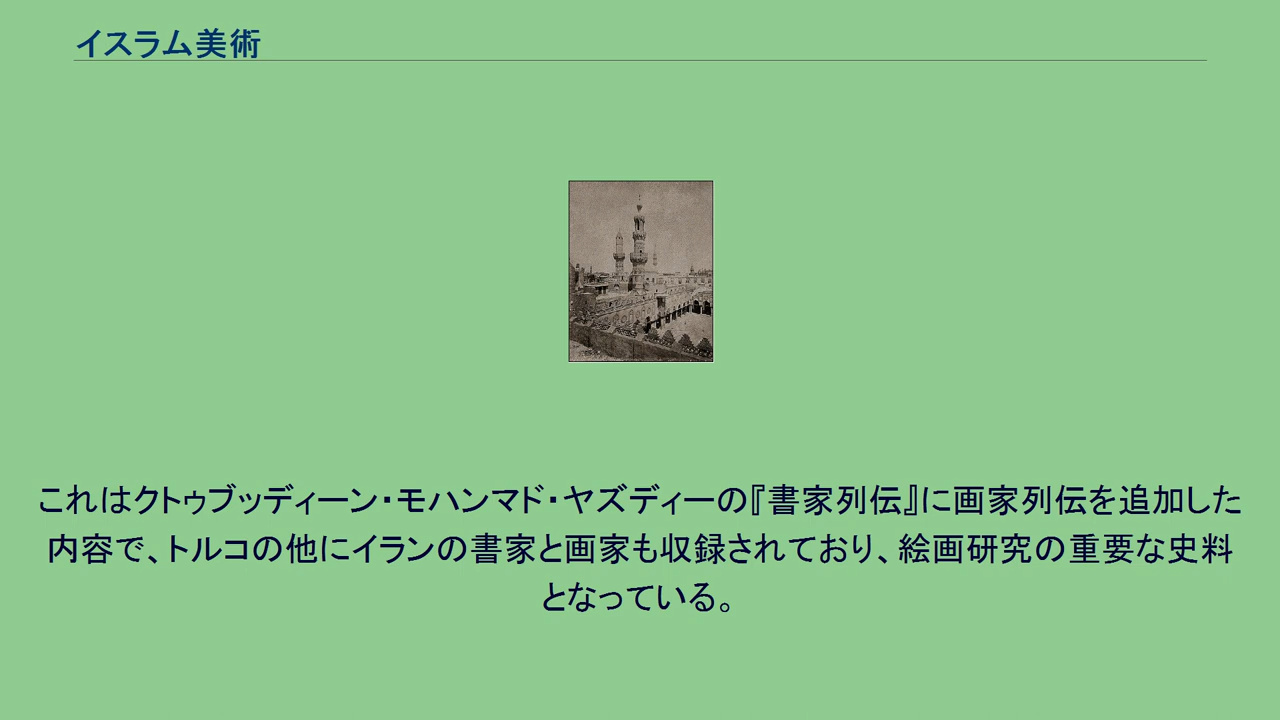 イスラム美術
これはクトゥブッディーン・モハンマド・ヤズディーの『書家列伝』に画家列伝を追加した
内容で、トルコの他にイランの書家と画家も収録されており、絵画研究の重要な史料
となっている。